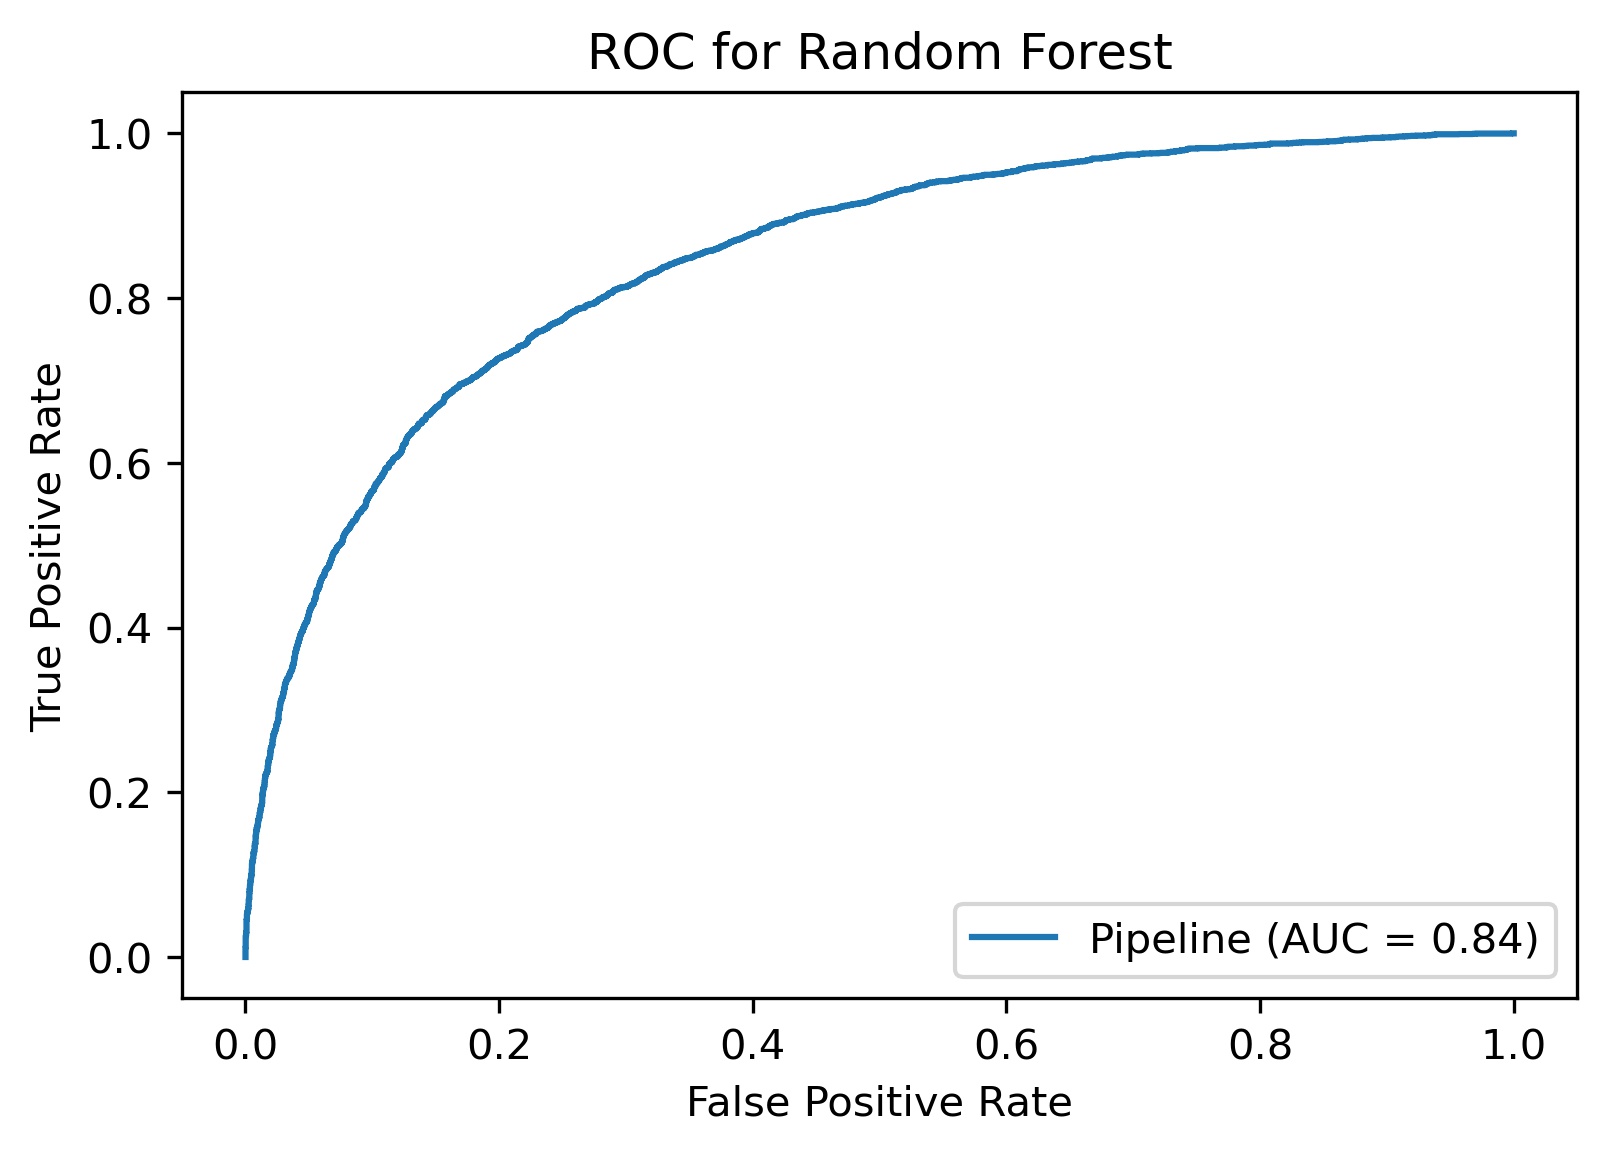 ROC for Random Forest
1.0
0.8
0.6
0.4
0.2
0.0
True Positive Rate
Pipeline (AUC = 0.84)
0.0 0.2 0.4 0.6 0.8 1.0
False Positive Rate